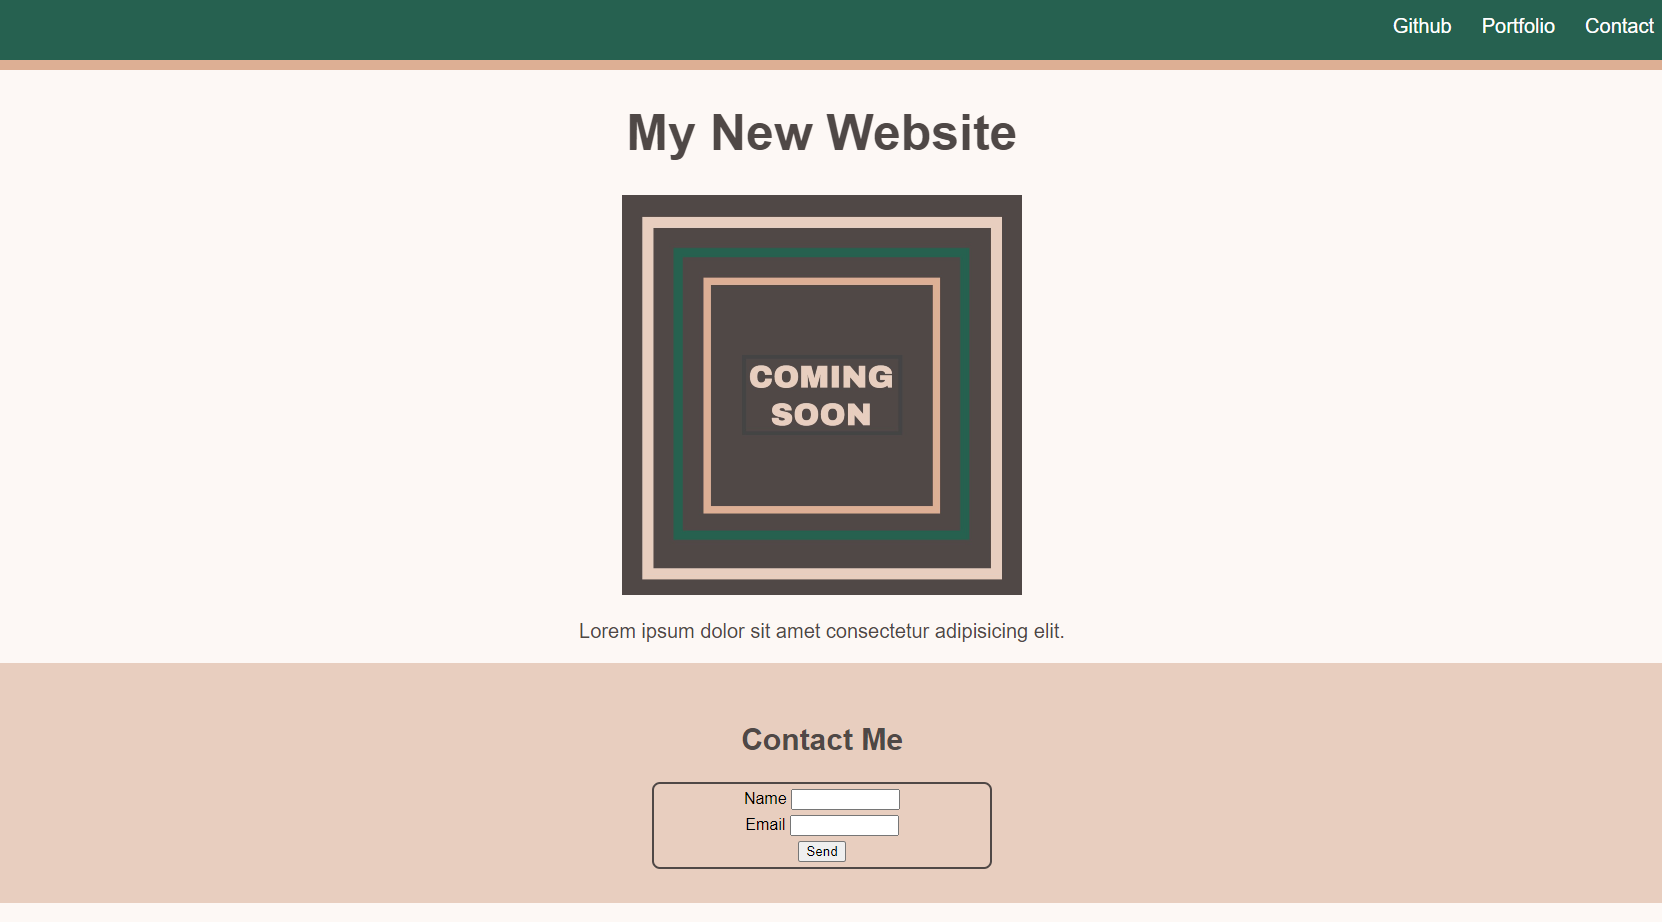 Github Portfolio Contact
My New Website
COMING
SOON
Lorem ipsum dolor sit amet consectetur adipisicing elit.
Contact Me
Name
Email
Send